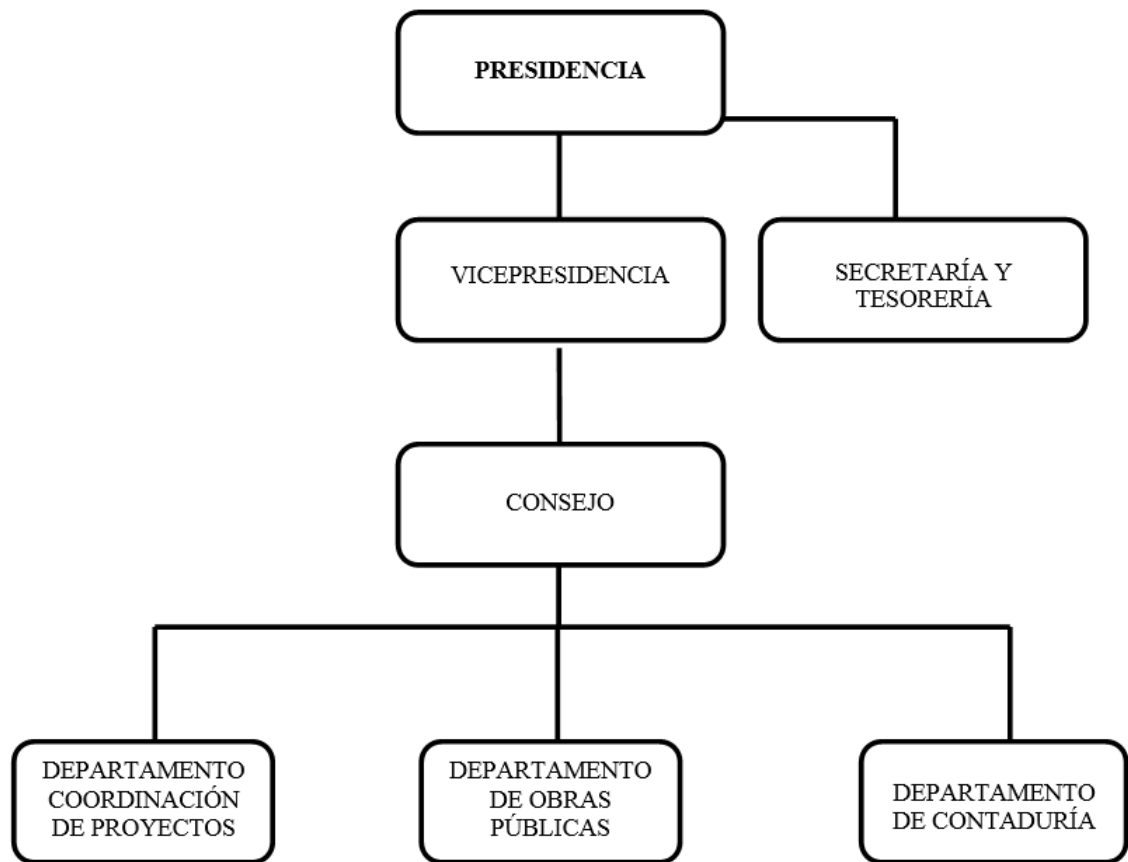 PRESIDENCIA
VICEPRESIDENCIA
SECRETARÍA Y
TESORERÍA
CONSEJO
DEPARTAMENTO
COORDINACIÓN
DE PROYECTOS
DEPARTAMENTO
DE OBRAS
PÚBLICAS
DEPARTAMENTO
DE CONTADURÍA